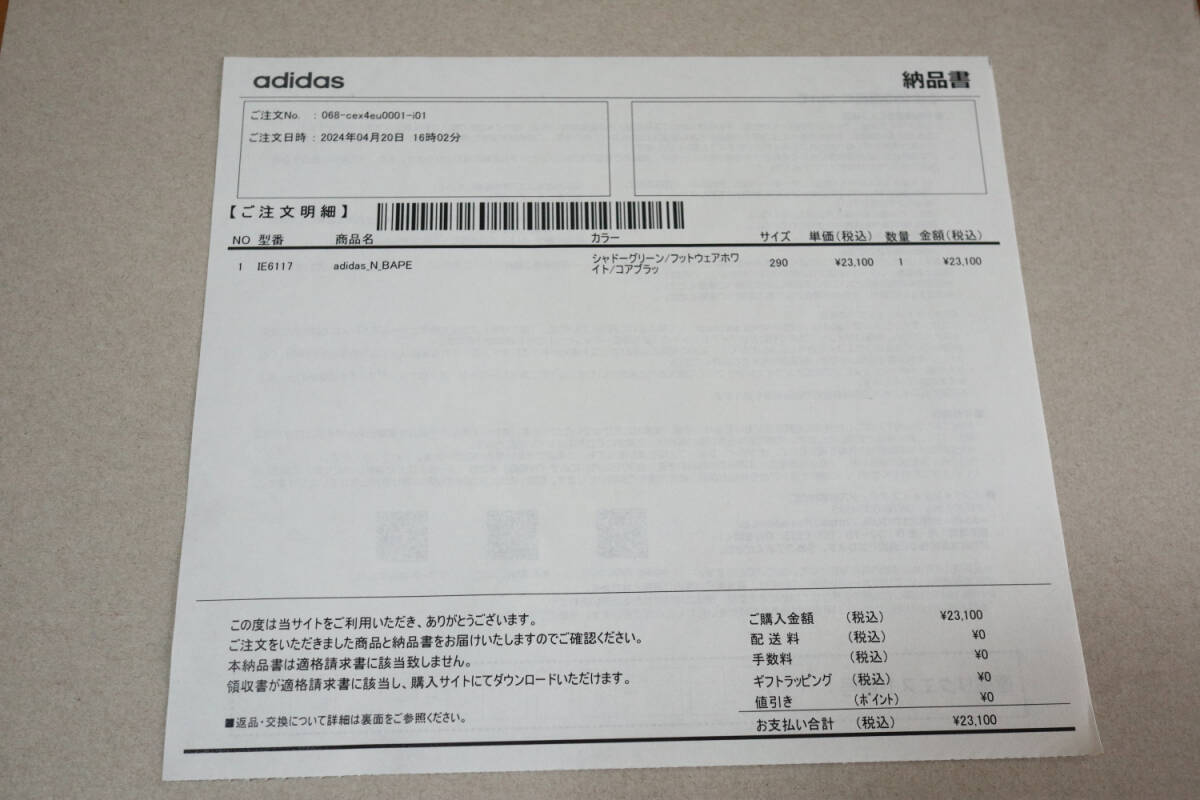 adidas
納品書
ご注文No. : 068-cex4eu0001-i01
ご注文日時 : 2024年04月20日 16時02分
【ご注文明細】
NO 型番 商品名 カラー サイズ 単価(税込) 数量 金額(税込)
1 IE6117 adidas_N_BAPE シャドーグリーン/フットウェアホワ 290 ¥23,100 1 ¥23,100
イト/コアブラッ
この度は当サイトをご利用いただき、ありがとうございます。
ご注文をいただきました商品と納品書をお届けいたしますのでご確認ください。
本納品書は適格請求書に該当致しません。
領収書が適格請求書に該当し、購入サイトにてダウンロードいただけます。
■返品・交換について詳細は裏面をご参照ください。
ご購入金額 (税込) ¥23,100
配送料 (税込) ¥0
手数料 (税込) ¥0
ギフトラッピング (税込) ¥0
値引き (ポイント) ¥0
お支払い合計 (税込) ¥23,100